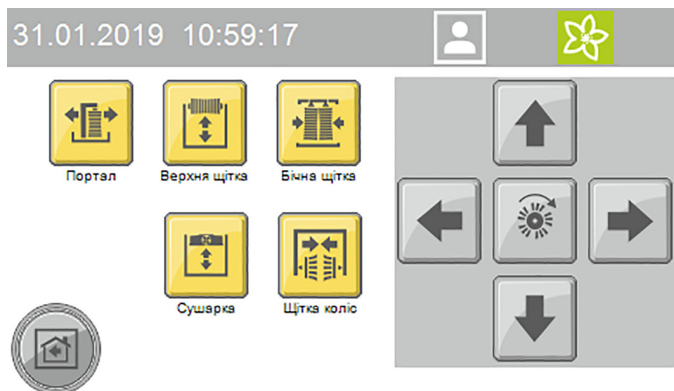 31.01.2019 10:59:17
Портал Верхня щітка Бічна щітка
Сушарка Щітка коліс